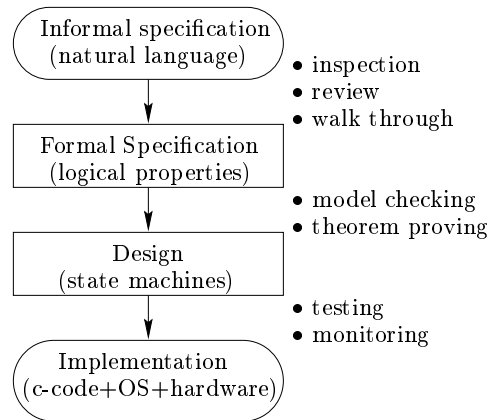 Informal specification
(natural language)
• inspection
• review
• walk through
Formal Specification
(logical properties)
• model checking
• theorem proving
Design
(state machines)
• testing
• monitoring
Implementation
(c-code+OS+hardware)